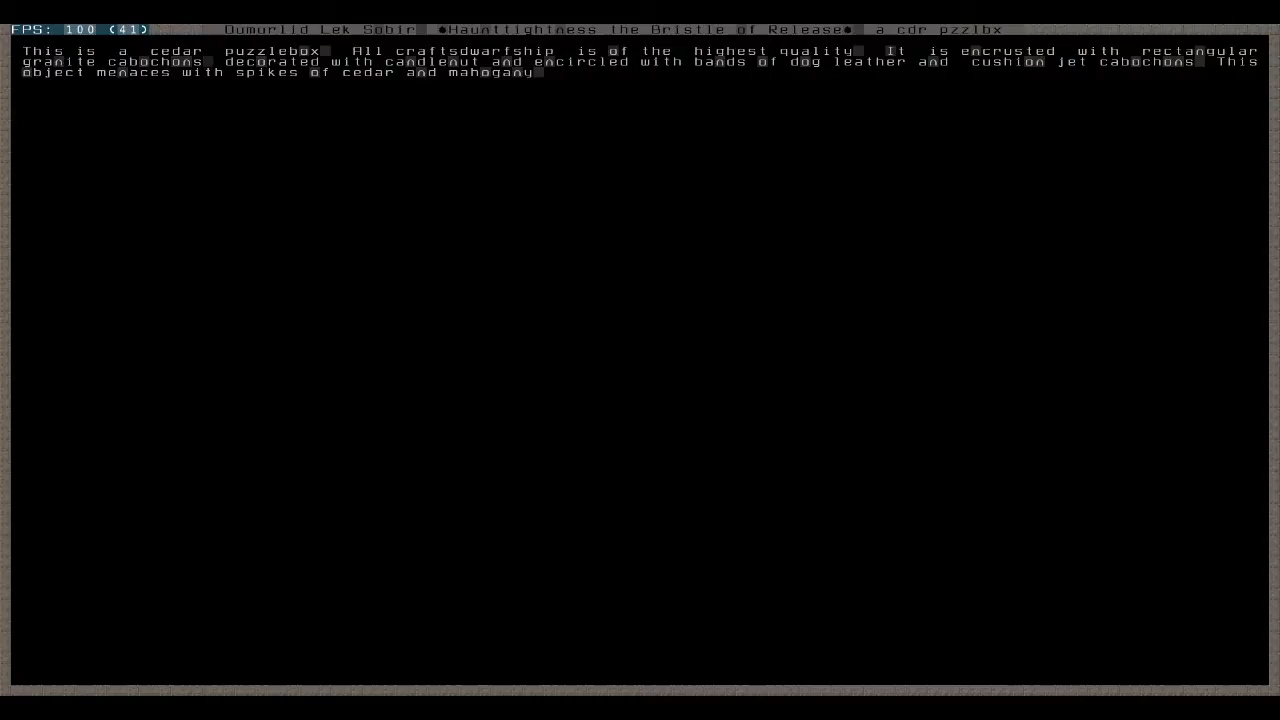 FPS: 100 (41) Oumurlid Lek Sobir ●Haunttightness the Bristle of Release● a cdr pzzlbx
This is a cedar puzzlebox All craftsdwarfship is of the highest quality It is encrusted with rectangular
granite cabochons decorated with candlenut and encircled with bands of dog leather and cushion jet cabochons This
object menaces with spikes of cedar and mahogany